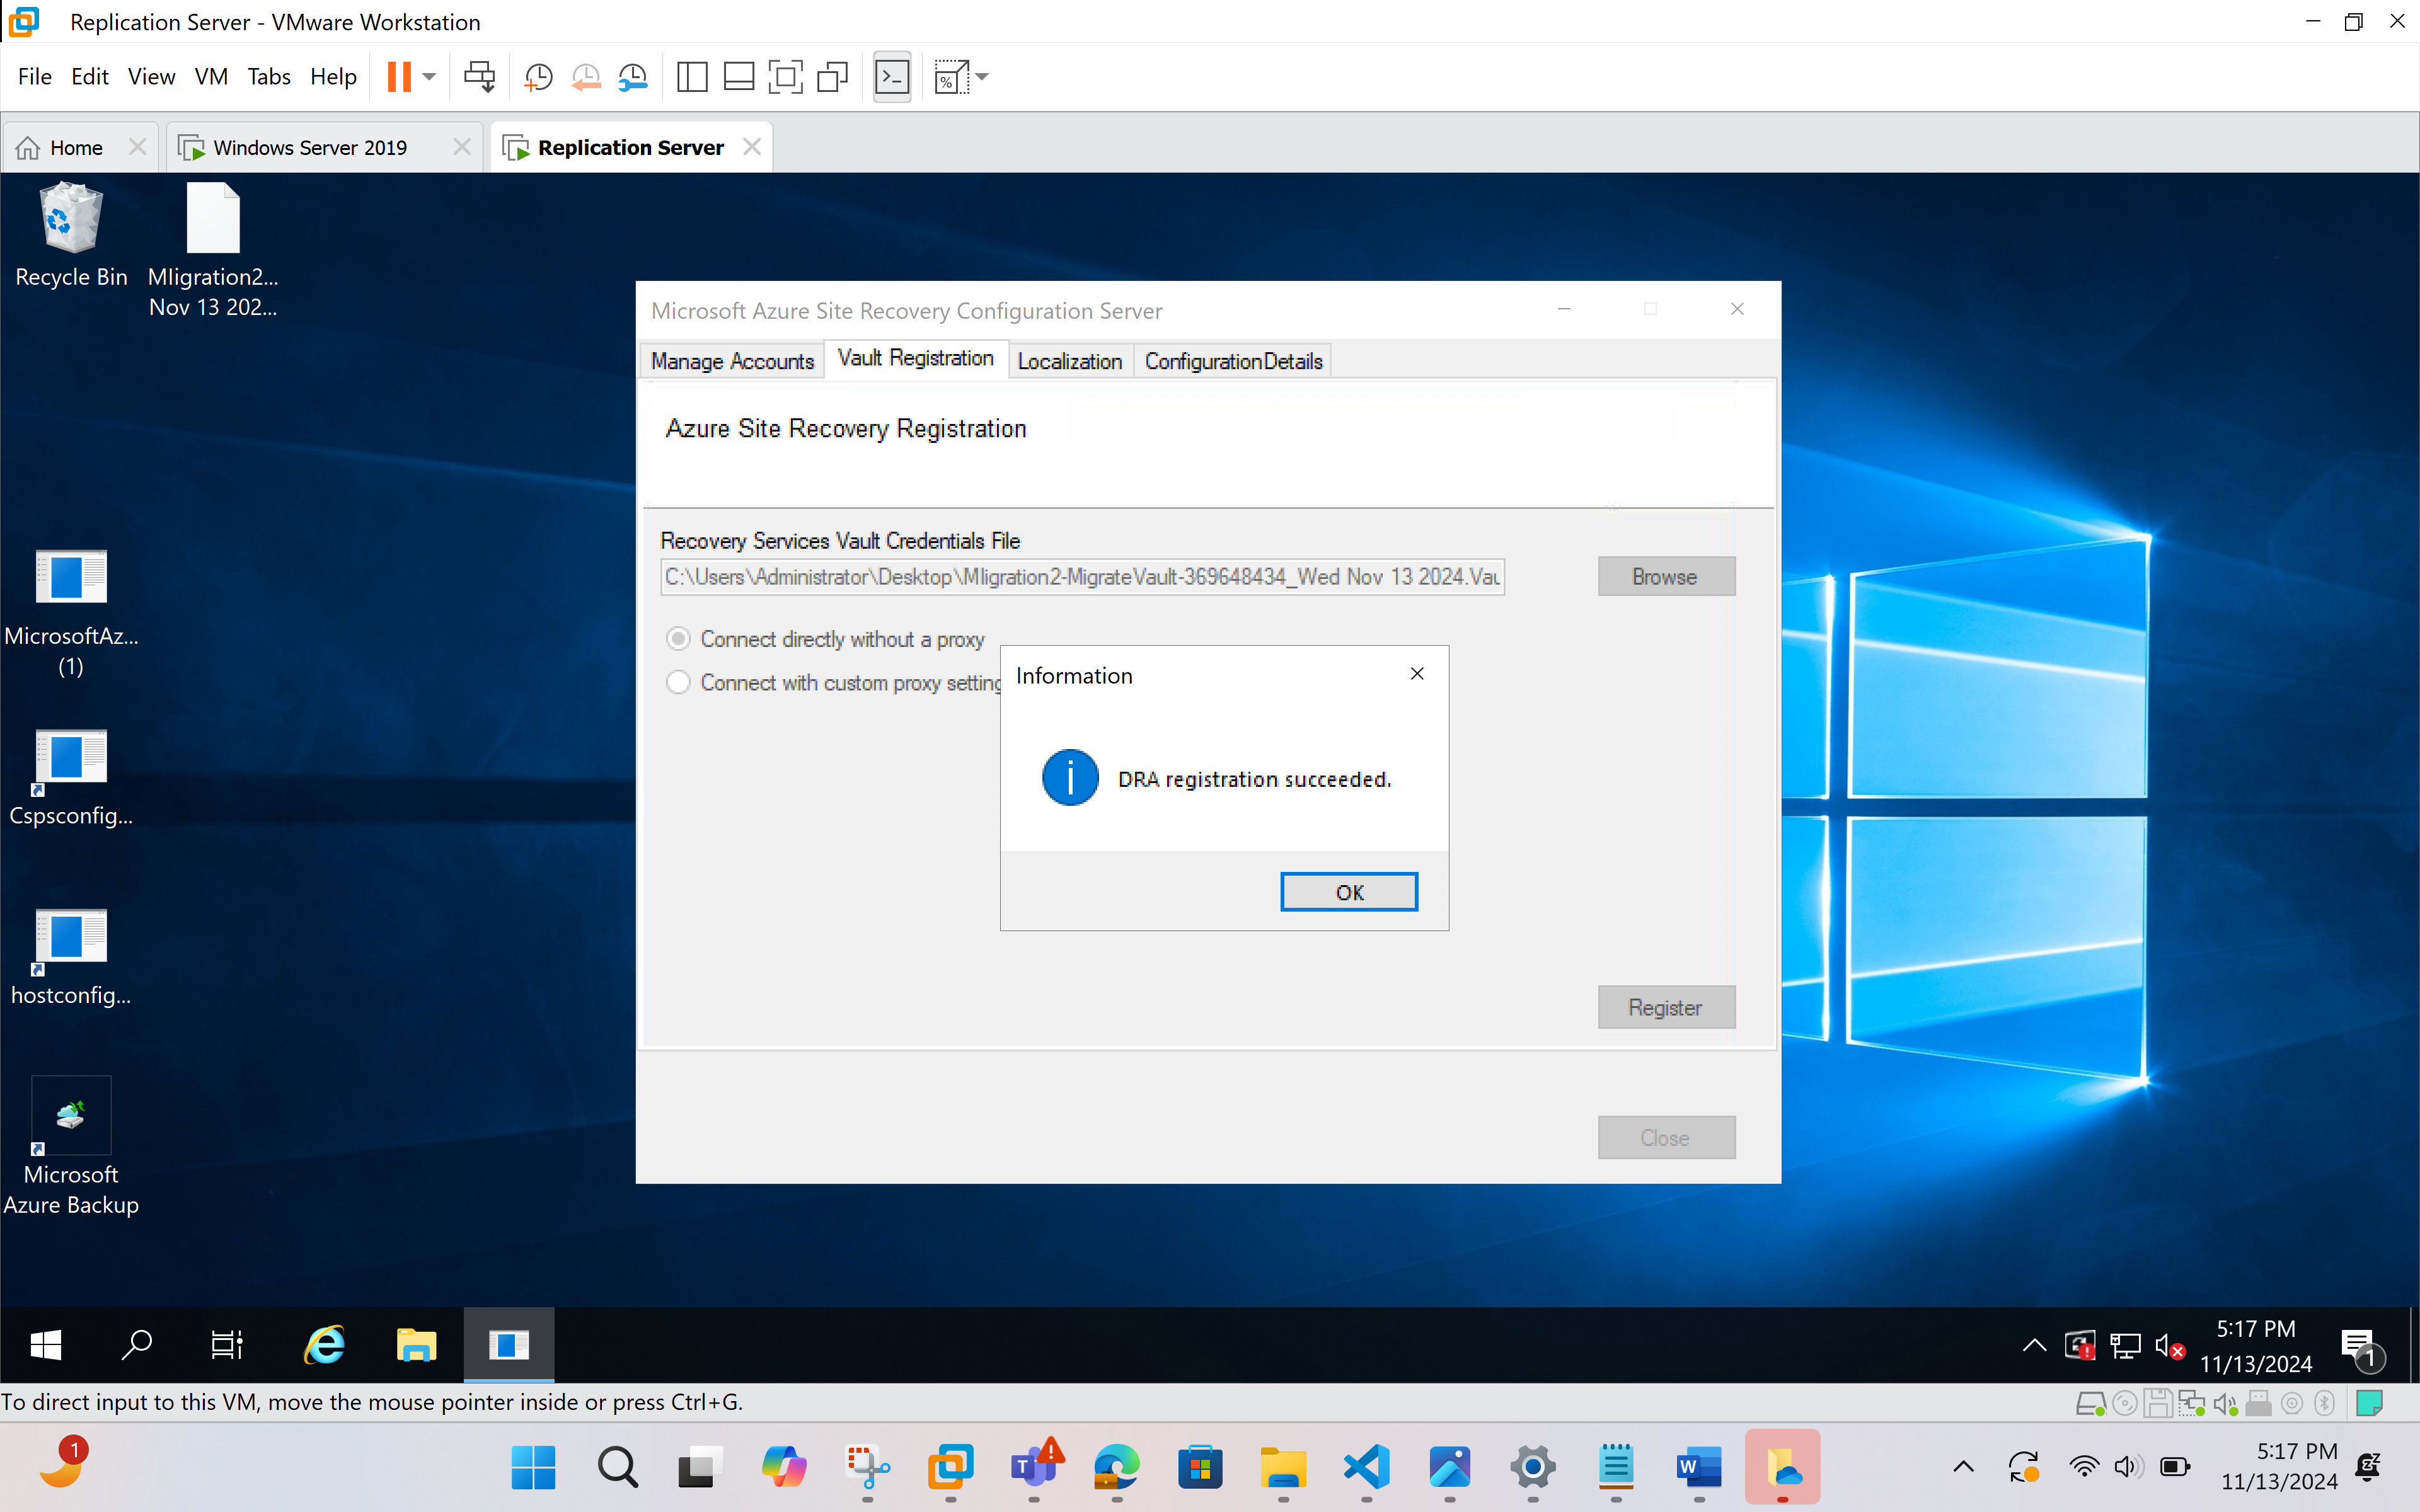 Replication Server - VMware Workstation
File Edit View VM Tabs Help
Home
Windows Server 2019
Replication Server
Recycle Bin
MIigration2...
Nov 13 202...
MicrosoftAz...
(1)
Cspsconfig...
hostconfig...
Microsoft
Azure Backup
Microsoft Azure Site Recovery Configuration Server
Manage Accounts
Vault Registration
Localization
ConfigurationDetails
Azure Site Recovery Registration
Recovery Services Vault Credentials File
C:\Users\Administrator\Desktop\MIigration2-MigrateVault-369648434_Wed Nov 13 2024.Vau
Browse
Connect directly without a proxy
Connect with custom proxy setting
Information
DRA registration succeeded.
OK
Register
Close
5:17 PM
11/13/2024
1
To direct input to this VM, move the mouse pointer inside or press Ctrl+G.
1
5:17 PM
11/13/2024